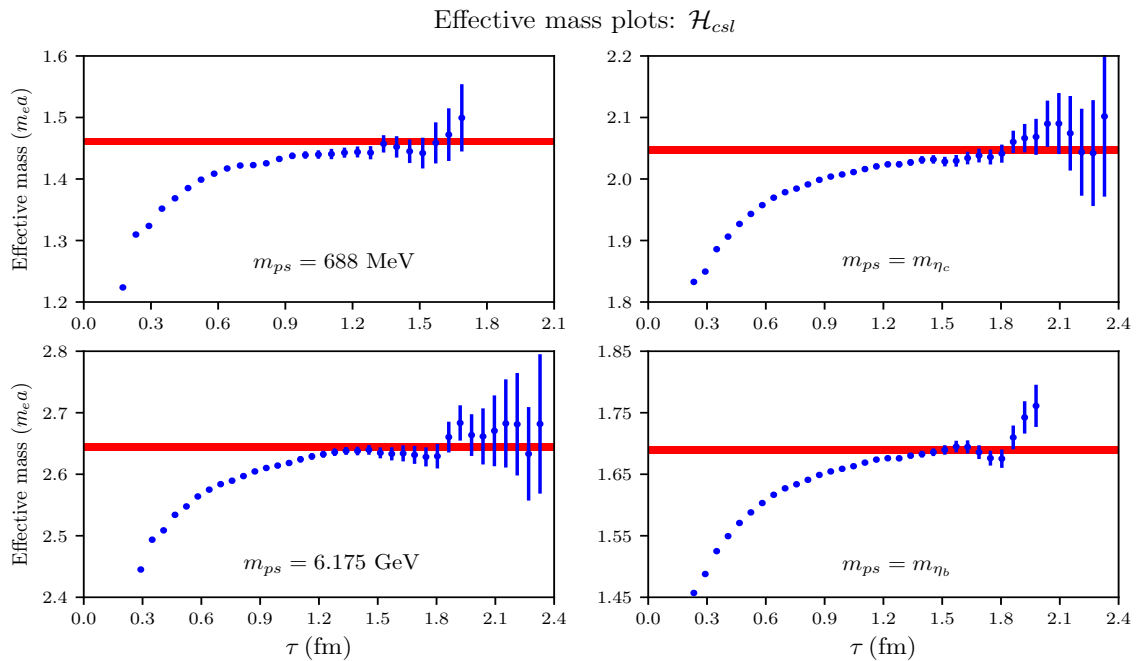 Effective mass plots: 𝓗_csl
Effective mass (m_e a)
1.6
1.5
1.4
1.3
1.2
0.0 0.3 0.6 0.9 1.2 1.5 1.8 2.1
m_ps = 688 MeV
2.2
2.1
2.0
1.9
1.8
0.0 0.3 0.6 0.9 1.2 1.5 1.8 2.1 2.4
m_ps = m_η_c
Effective mass (m_e a)
2.8
2.7
2.6
2.5
2.4
0.0 0.3 0.6 0.9 1.2 1.5 1.8 2.1 2.4
m_ps = 6.175 GeV
τ (fm)
1.85
1.75
1.65
1.55
1.45
0.0 0.3 0.6 0.9 1.2 1.5 1.8 2.1 2.4
m_ps = m_η_b
τ (fm)